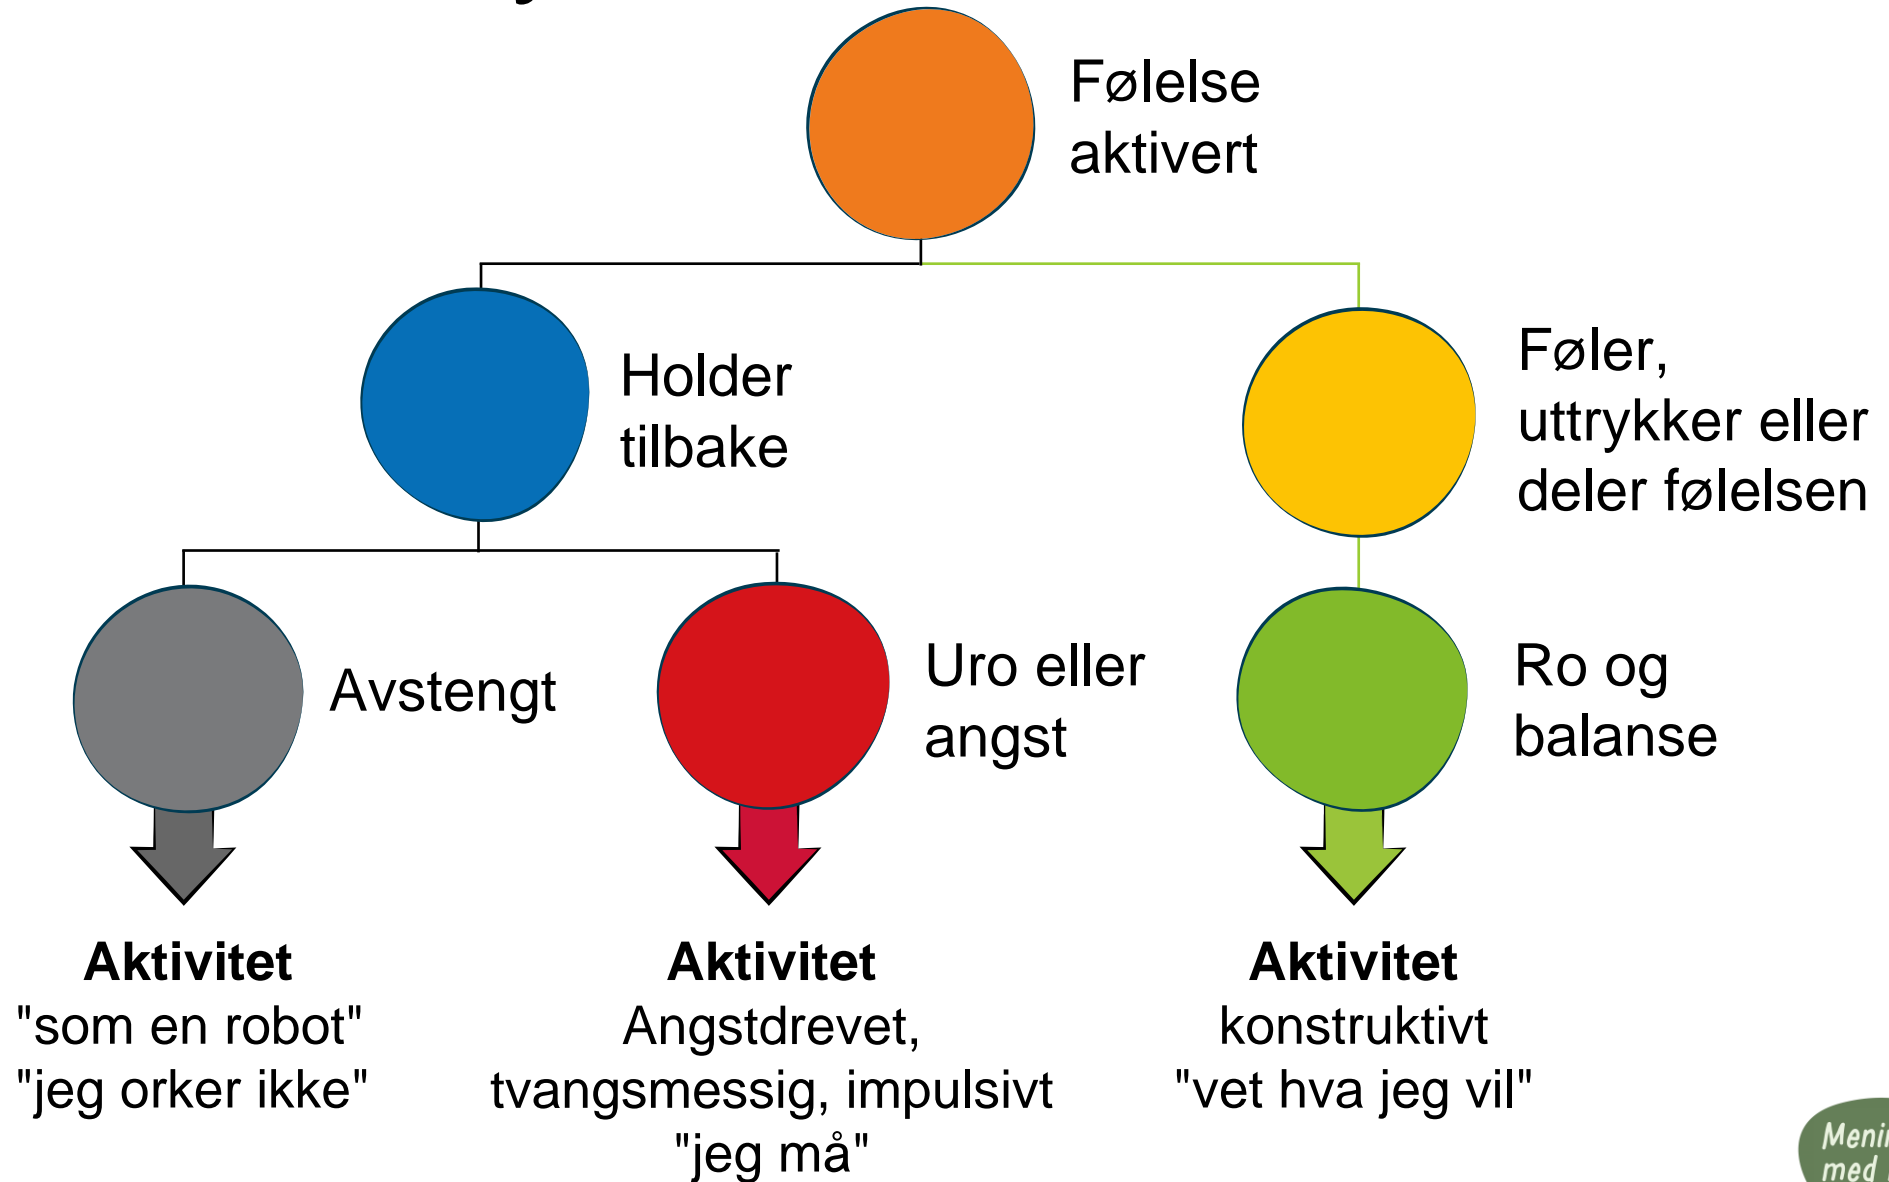 Følelse
aktivert
Holder
tilbake
Føler,
uttrykker eller
deler følelsen
Avstengt
Uro eller
angst
Ro og
balanse
Aktivitet
"som en robot"
"jeg orker ikke"
Aktivitet
Angstdrevet,
tvangsmessig, impulsivt
"jeg må"
Aktivitet
konstruktivt
"vet hva jeg vil"
med